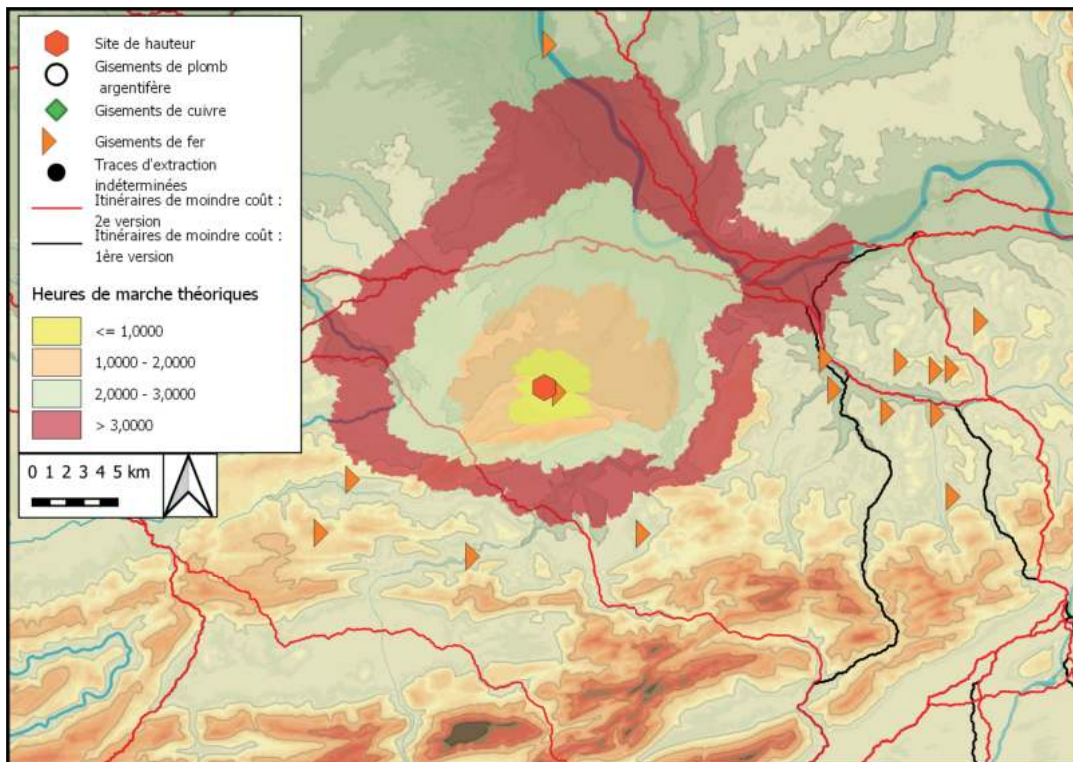 Site de hauteur
Gisements de plomb
argentifère
Gisements de cuivre
Gisements de fer
Traces d'extraction
indéterminées
Itinéraires de moindre coût :
2e version
Itinéraires de moindre coût :
1ère version
Heures de marche théoriques
<= 1,0000
1,0000 - 2,0000
2,0000 - 3,0000
> 3,0000
0 1 2 3 4 5 km